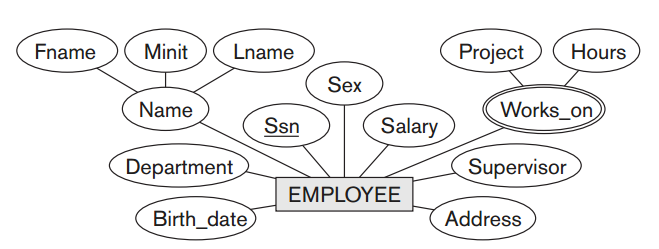 Fname
Minit
Lname
Project
Hours
Name
Sex
Works_on
Ssn
Salary
Department
Supervisor
EMPLOYEE
Birth_date
Address